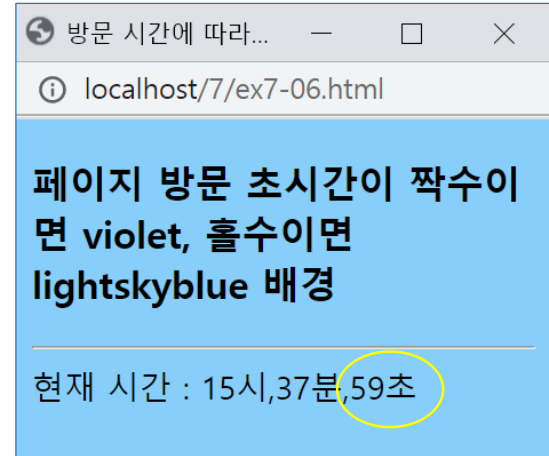 방문 시간에 따라...
localhost/7/ex7-06.html
페이지 방문 초시간이 짝수이
면 violet, 홀수이면
lightskyblue 배경
현재 시간 : 15시,37분,59초